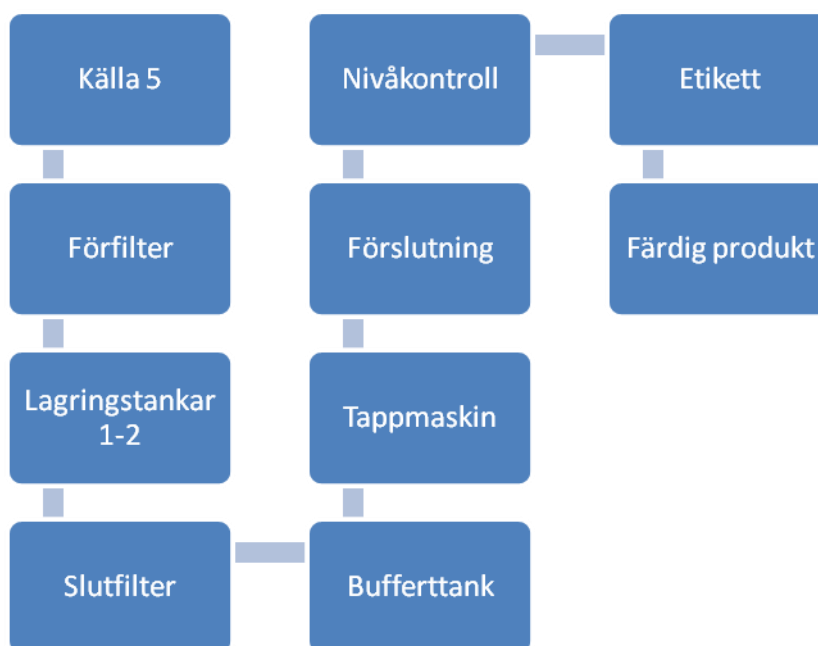 Källa 5
Förfilter
Lagringstankar
1-2
Slutfilter
Bufferttank
Tappmaskin
Förslutning
Nivåkontroll
Etikett
Färdig produkt